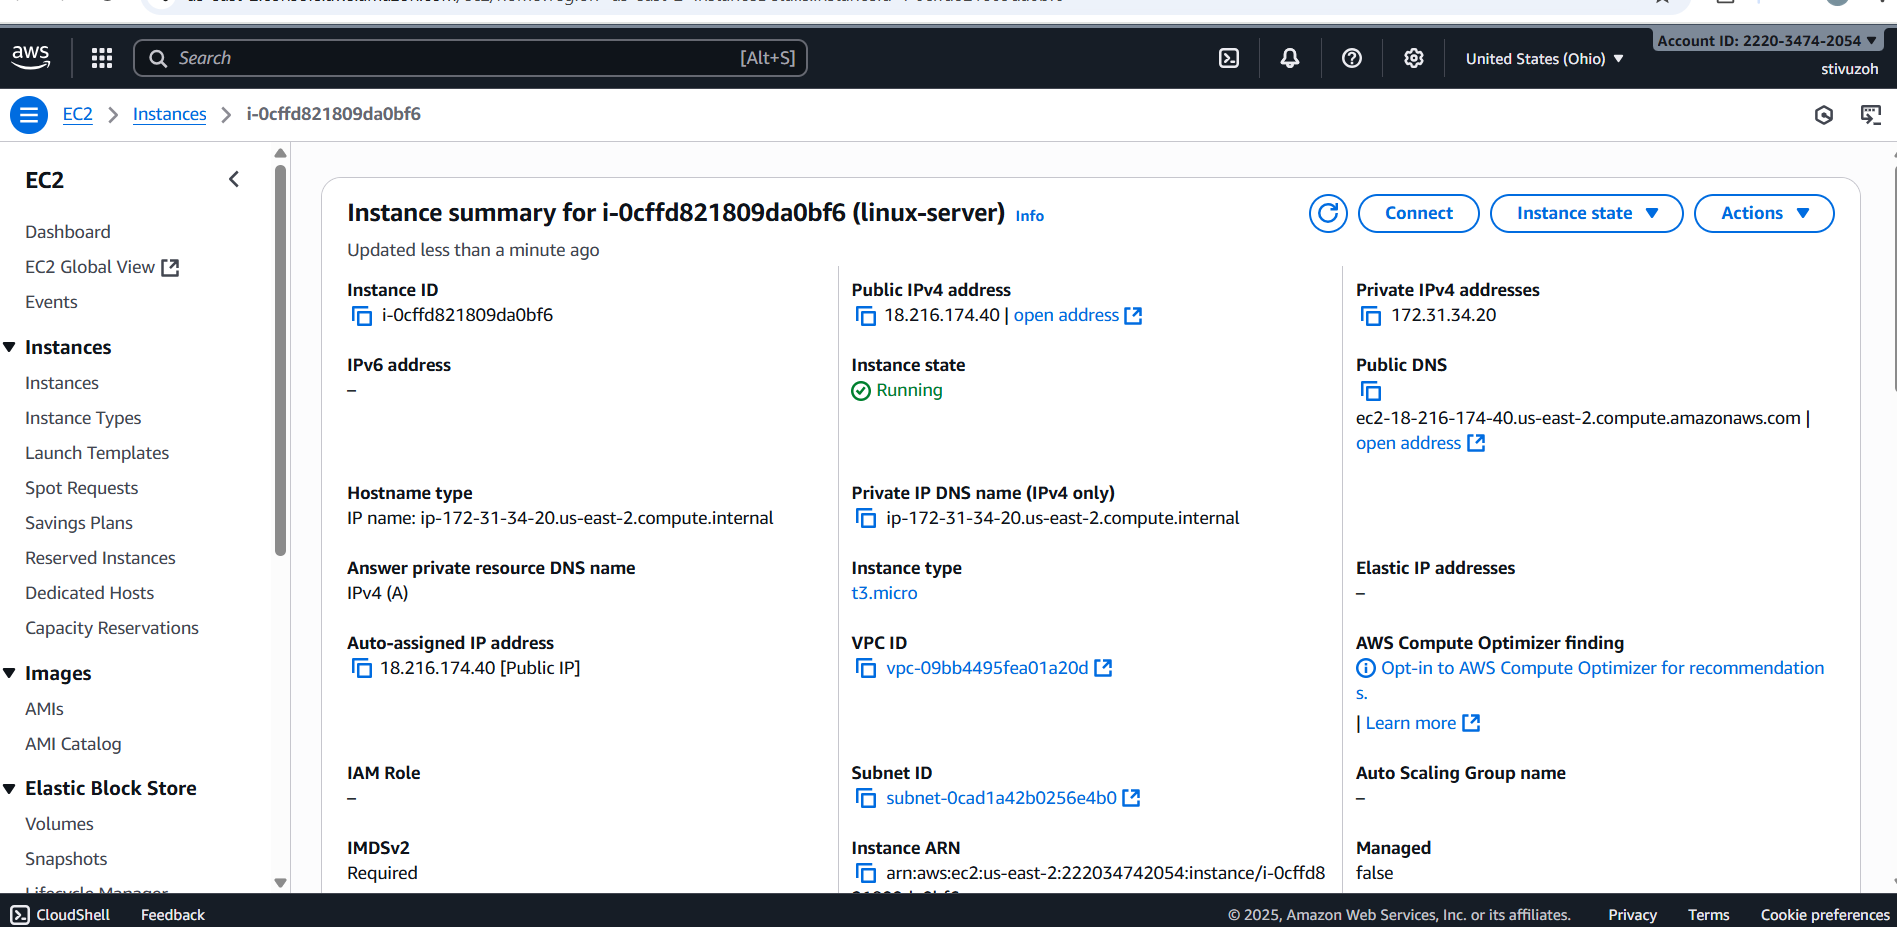 aws
Search
[Alt+S]
United States (Ohio)
Account ID: 2220-3474-2054
stivuzoh
EC2
Instances
i-0cffd821809da0bf6
EC2
Dashboard
EC2 Global View
Events
Instances
Instances
Instance Types
Launch Templates
Spot Requests
Savings Plans
Reserved Instances
Dedicated Hosts
Capacity Reservations
Images
AMIs
AMI Catalog
Elastic Block Store
Volumes
Snapshots
Lifecycle Manager
Instance summary for i-0cffd821809da0bf6 (linux-server) Info
Updated less than a minute ago
Connect
Instance state
Actions
Instance ID
i-0cffd821809da0bf6
Public IPv4 address
18.216.174.40 | open address
Private IPv4 addresses
172.31.34.20
IPv6 address
–
Instance state
Running
Public DNS
ec2-18-216-174-40.us-east-2.compute.amazonaws.com |
open address
Hostname type
IP name: ip-172-31-34-20.us-east-2.compute.internal
Private IP DNS name (IPv4 only)
ip-172-31-34-20.us-east-2.compute.internal
Answer private resource DNS name
IPv4 (A)
Instance type
t3.micro
Elastic IP addresses
–
Auto-assigned IP address
18.216.174.40 [Public IP]
VPC ID
vpc-09bb4495fea01a20d
AWS Compute Optimizer finding
Opt-in to AWS Compute Optimizer for recommendation
s.
| Learn more
IAM Role
–
Subnet ID
subnet-0cad1a42b0256e4b0
Auto Scaling Group name
–
IMDSv2
Required
Instance ARN
arn:aws:ec2:us-east-2:222034742054:instance/i-0cffd8
Managed
false
CloudShell
Feedback
© 2025, Amazon Web Services, Inc. or its affiliates.
Privacy
Terms
Cookie preferences